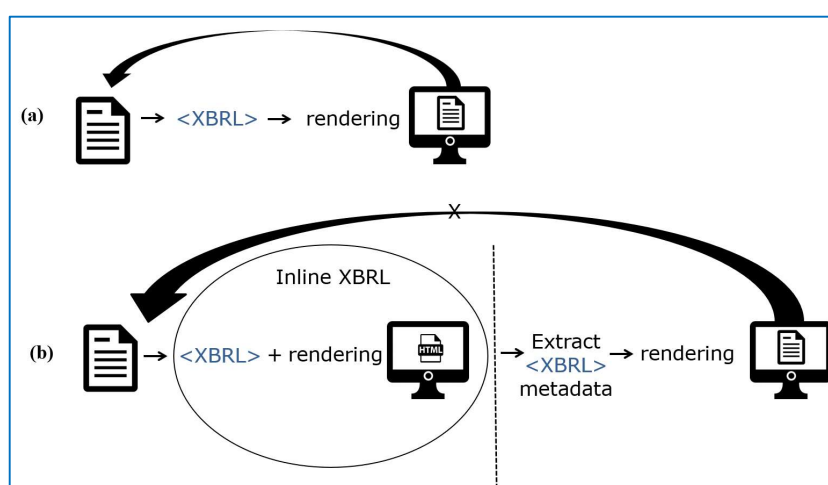 (a)
<XBRL>
rendering
X
Inline XBRL
(b)
<XBRL> + rendering
HTML
Extract
<XBRL>
metadata
rendering